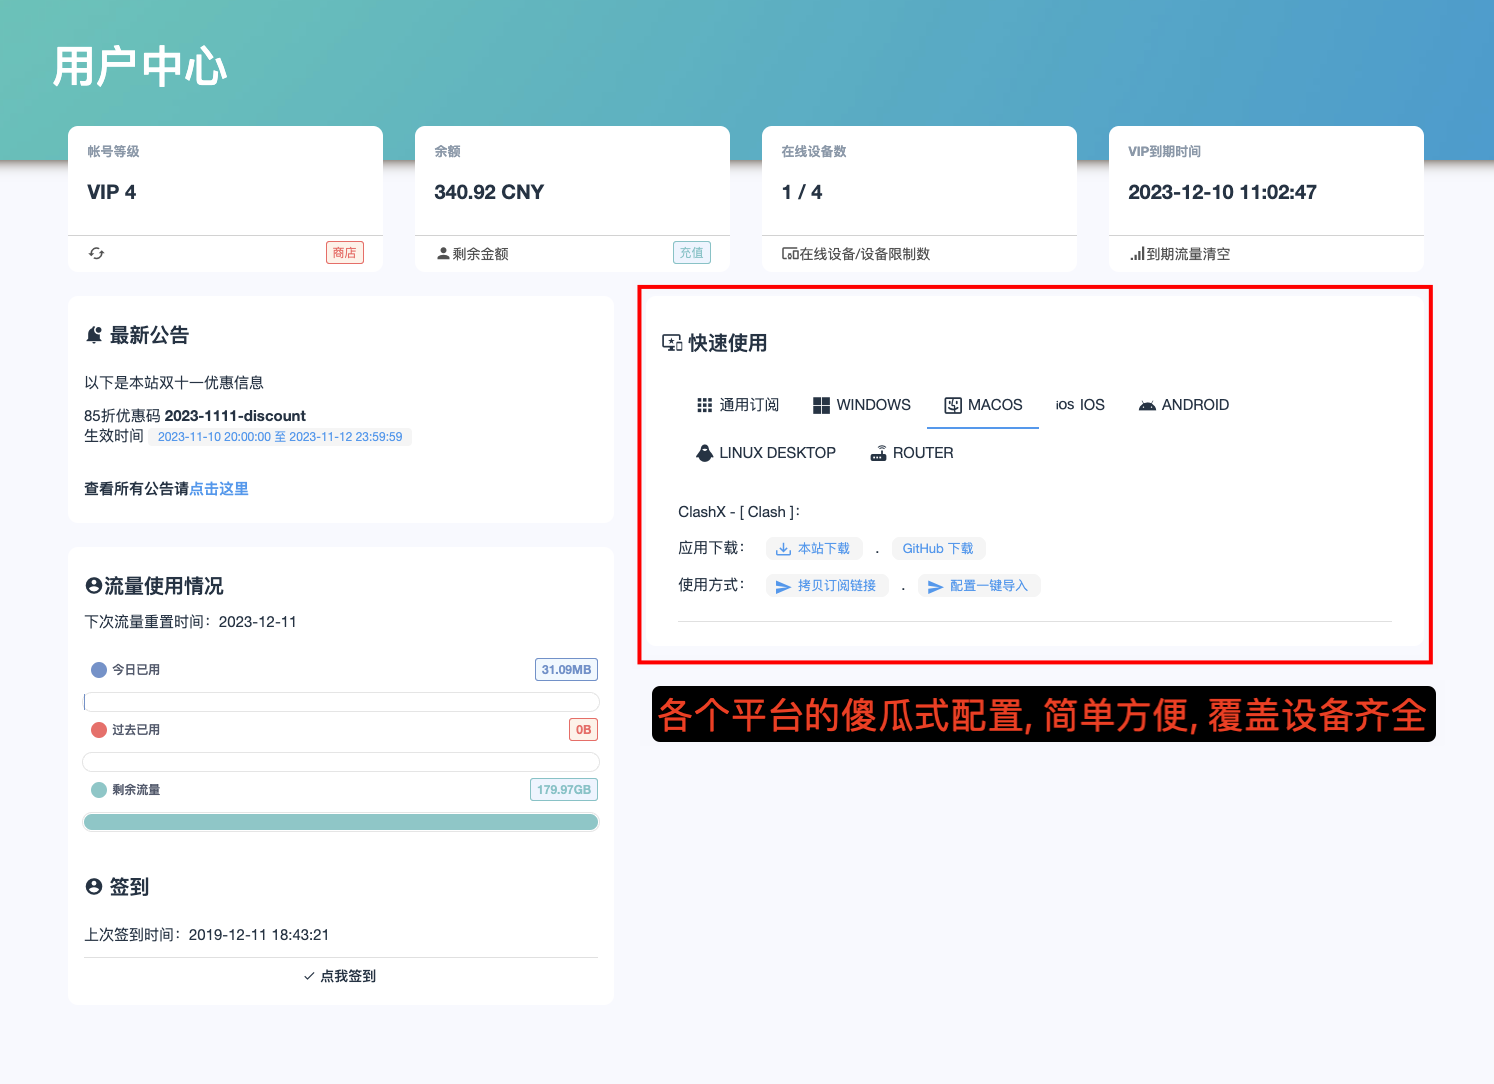 用户中心
帐号等级
VIP 4
商店
余额
340.92 CNY
剩余金额
充值
在线设备数
1 / 4
在线设备/设备限制数
VIP到期时间
2023-12-10 11:02:47
到期流量清空
最新公告
以下是本站双十一优惠信息
85折优惠码 2023-1111-discount
生效时间 2023-11-10 20:00:00 至 2023-11-12 23:59:59
查看所有公告请点击这里
流量使用情况
下次流量重置时间：2023-12-11
今日已用 31.09MB
过去已用 0B
剩余流量 179.97GB
签到
上次签到时间：2019-12-11 18:43:21
点我签到
快速使用
通用订阅 WINDOWS MACOS iOS IOS ANDROID
LINUX DESKTOP ROUTER
ClashX - [ Clash ]：
应用下载： 本站下载 . GitHub 下载
使用方式： 拷贝订阅链接 . 配置一键导入
各个平台的傻瓜式配置, 简单方便, 覆盖设备齐全